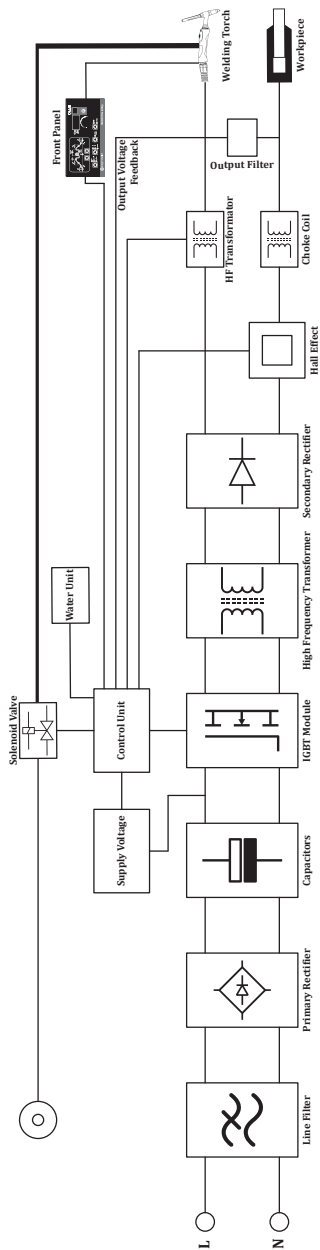 Solenoid Valve
Water Unit
Front Panel
Output Voltage
Feedback
Welding Torch
Workpiece
Output Filter
HF Transformator
Choke Coil
Hall Effect
Supply Voltage
Control Unit
L
N
Line Filter
Primary Rectifier
Capacitors
IGBT Module
High Frequency Transformer
Secondary Rectifier